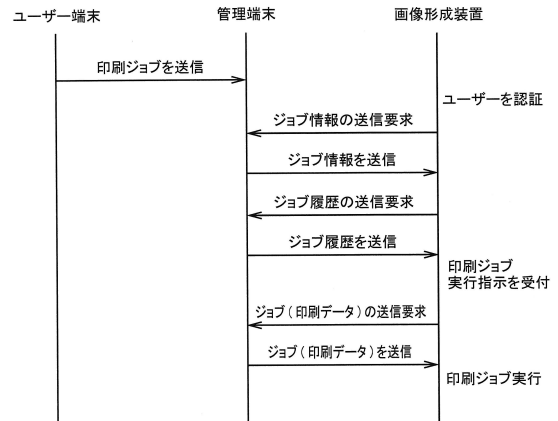 ユーザー端末
管理端末
画像形成装置
印刷ジョブを送信
ユーザーを認証
ジョブ情報の送信要求
ジョブ情報を送信
ジョブ履歴の送信要求
ジョブ履歴を送信
印刷ジョブ
実行指示を受付
ジョブ(印刷データ)の送信要求
ジョブ(印刷データ)を送信
印刷ジョブ実行